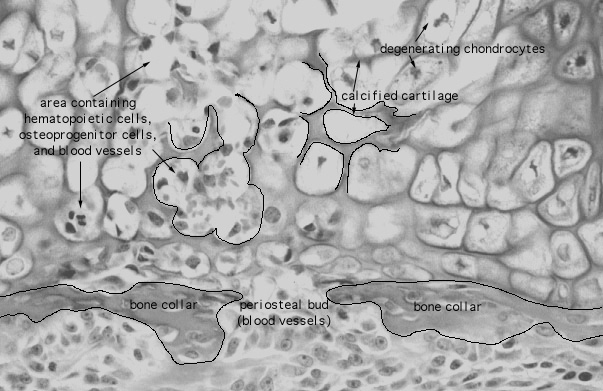 degenerating chondrocytes
calcified cartilage
area containing
hematopoietic cells,
osteoprogenitor cells,
and blood vessels
bone collar
periosteal bud
(blood vessels)
bone collar